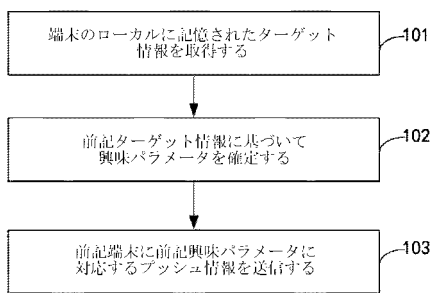 端末のローカルに記憶されたターゲット
情報を取得する
101
前記ターゲット情報に基づいて
興味パラメータを確定する
102
前記端末に前記興味パラメータに
対応するプッシュ情報を送信する
103